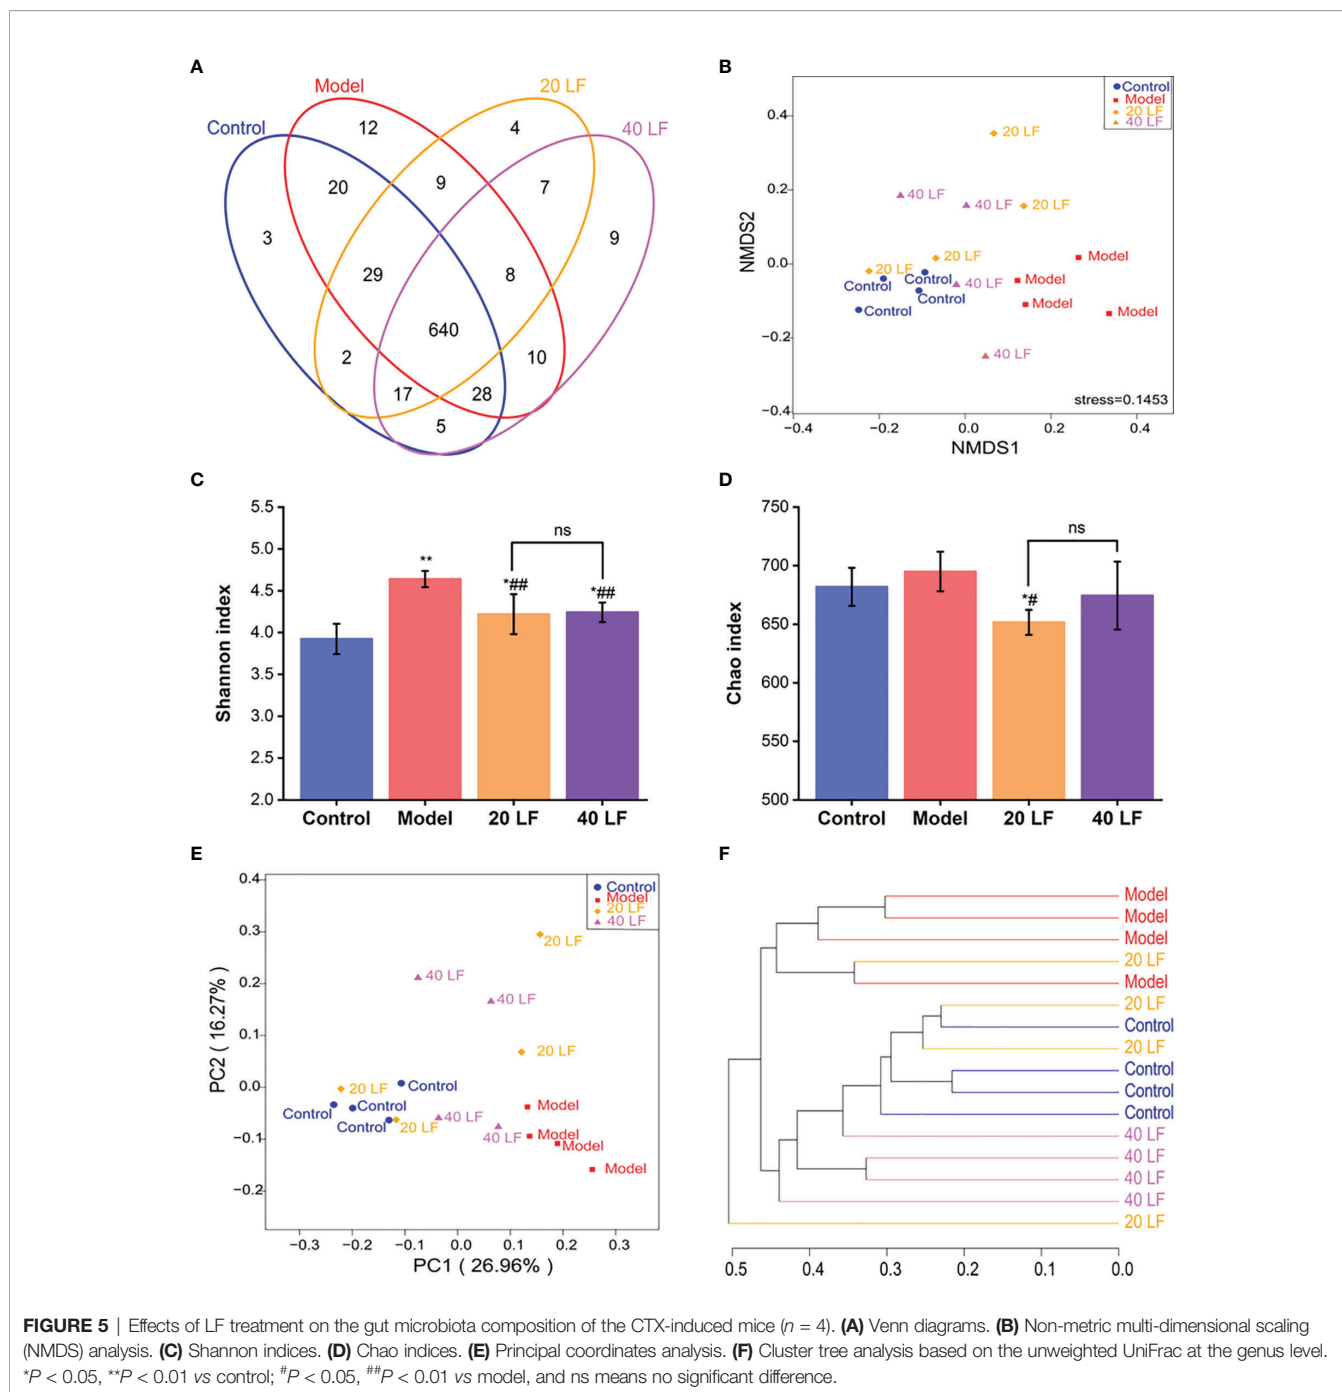 A
Model
20 LF
Control
40 LF
12
4
20
9
7
3
9
29
8
640
2
10
17
28
5
B
Control
Model
20 LF
40 LF
0.4
0.2
0.0
−0.2
−0.4
NMDS2
20 LF
40 LF
40 LF
20 LF
20 LF
20 LF
Control
Control
Control
Control
40 LF
Model
Model
Model
Model
40 LF
stress=0.1453
−0.4
−0.2
0.0
0.2
0.4
NMDS1
C
5.5
5.0
4.5
4.0
3.5
3.0
2.5
2.0
Shannon index
**
*##
ns
*##
Control
Model
20 LF
40 LF
D
750
700
650
600
550
500
Chao index
*#
ns
Control
Model
20 LF
40 LF
E
Control
Model
20 LF
40 LF
0.4
0.3
0.2
0.1
0.0
−0.1
−0.2
PC2 ( 16.27% )
20 LF
40 LF
40 LF
20 LF
20 LF
Control
Control
Control
Control
20 LF
40 LF
40 LF
Model
Model
Model
Model
−0.3
−0.2
−0.1
0.0
0.1
0.2
0.3
PC1 ( 26.96% )
F
Model
Model
Model
20 LF
Model
20 LF
Control
20 LF
Control
Control
Control
40 LF
40 LF
40 LF
40 LF
20 LF
0.5
0.4
0.3
0.2
0.1
0.0
FIGURE 5 | Effects of LF treatment on the gut microbiota composition of the CTX-induced mice (n = 4). (A) Venn diagrams. (B) Non-metric multi-dimensional scaling
(NMDS) analysis. (C) Shannon indices. (D) Chao indices. (E) Principal coordinates analysis. (F) Cluster tree analysis based on the unweighted UniFrac at the genus level.
*P < 0.05, **P < 0.01 vs control; #P < 0.05, ##P < 0.01 vs model, and ns means no significant difference.